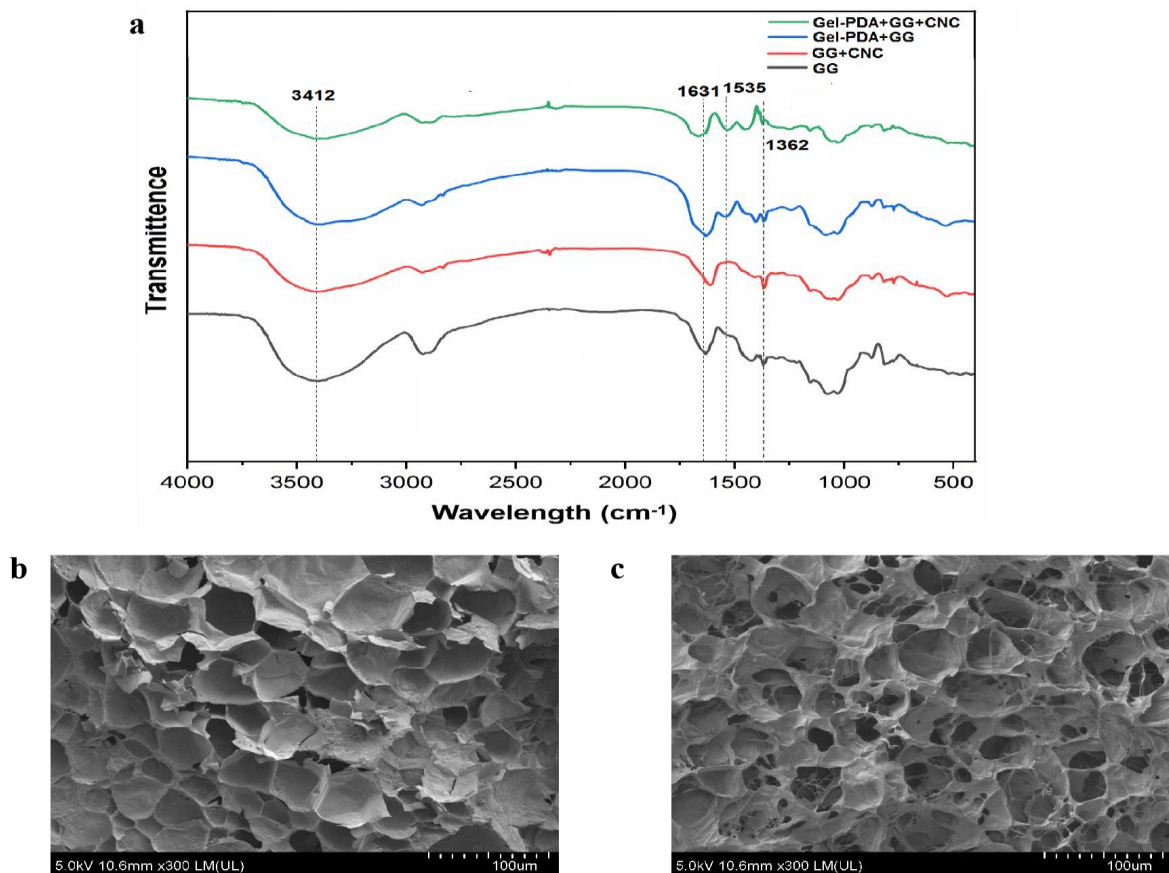 a
Gel-PDA+GG+CNC
Gel-PDA+GG
GG+CNC
GG
3412
1631
1535
1362
Transmittence
4000
3500
3000
2500
2000
1500
1000
500
Wavelength (cm⁻¹)
b
5.0kV 10.6mm x300 LM(UL)
100um
c
5.0kV 10.6mm x300 LM(UL)
100um